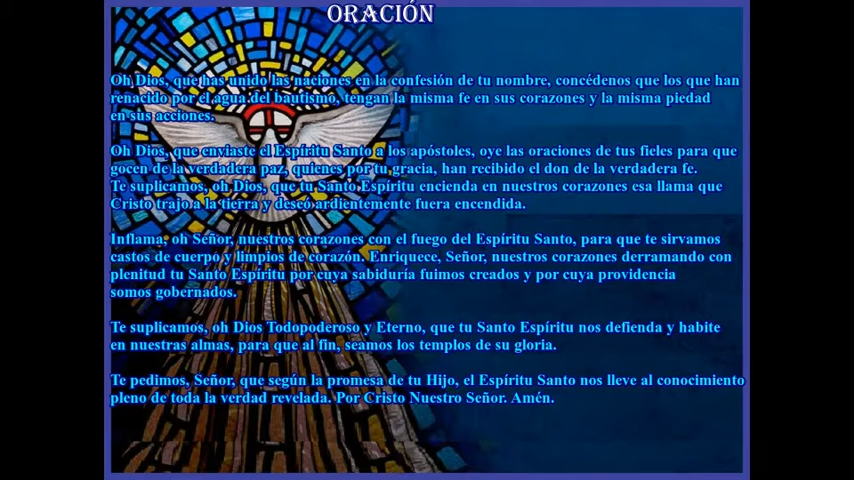 ORACIÓN
Oh Dios, que has unido las naciones en la confesión de tu nombre, concédenos que los que han
renacido por el agua del bautismo, tengan la misma fe en sus corazones y la misma piedad
en sus acciones.
Oh Dios, que enviaste el Espíritu Santo a los apóstoles, oye las oraciones de tus fieles para que
gocen de la verdadera paz, quienes por tu gracia, han recibido el don de la verdadera fe.
Te suplicamos, oh Dios, que tu Santo Espíritu encienda en nuestros corazones esa llama que
Cristo trajo a la tierra y deseó ardientemente fuera encendida.
Inflama, oh Señor, nuestros corazones con el fuego del Espíritu Santo, para que te sirvamos
castos de cuerpo y limpios de corazón. Enriquece, Señor, nuestros corazones derramando con
plenitud tu Santo Espíritu por cuya sabiduría fuimos creados y por cuya providencia
somos gobernados.
Te suplicamos, oh Dios Todopoderoso y Eterno, que tu Santo Espíritu nos defienda y habite
en nuestras almas, para que al fin, seamos los templos de su gloria.
Te pedimos, Señor, que según la promesa de tu Hijo, el Espíritu Santo nos lleve al conocimiento
pleno de toda la verdad revelada. Por Cristo Nuestro Señor. Amén.